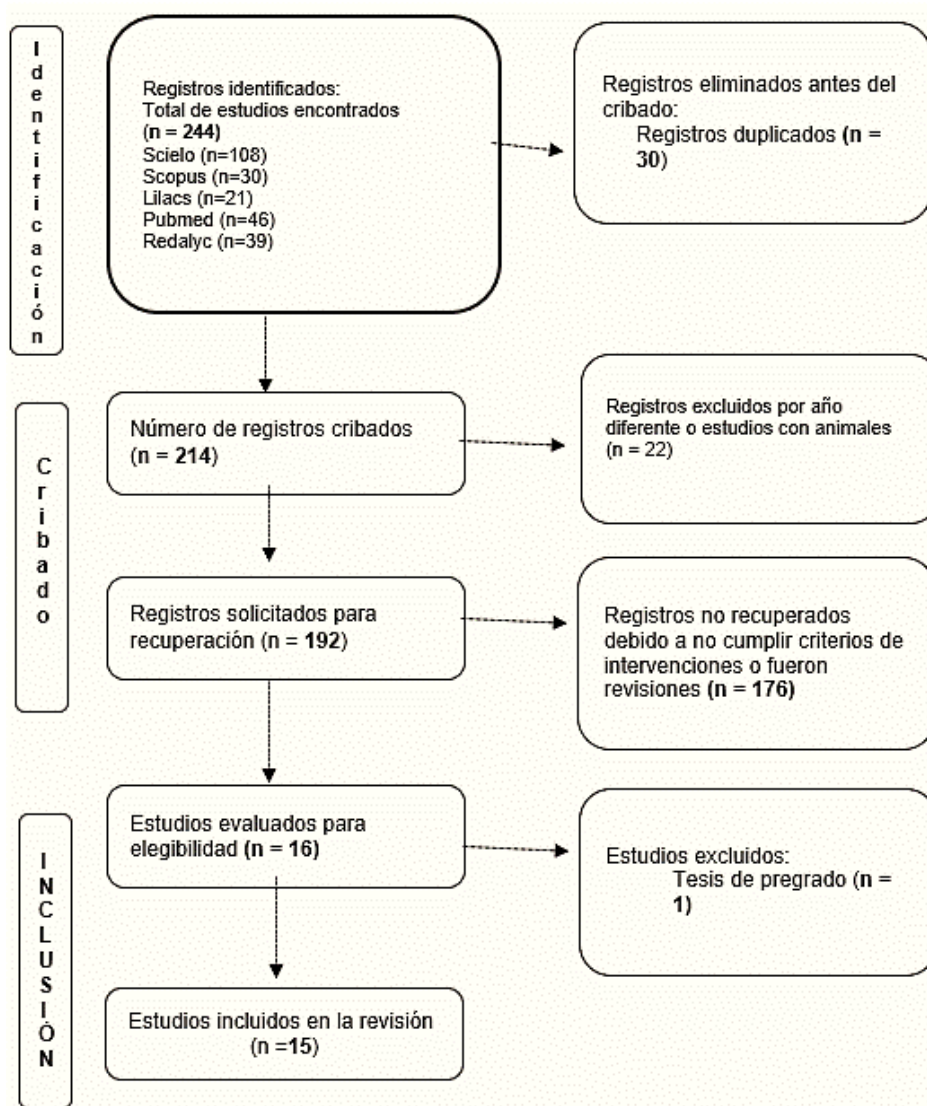 Identificación
Registros identificados:
Total de estudios encontrados
(n = 244)
Scielo (n=108)
Scopus (n=30)
Lilacs (n=21)
Pubmed (n=46)
Redalyc (n=39)
Registros eliminados antes del
cribado:
Registros duplicados (n =
30)
Cribado
Número de registros cribados
(n = 214)
Registros excluidos por año
diferente o estudios con animales
(n = 22)
Registros solicitados para
recuperación (n = 192)
Registros no recuperados
debido a no cumplir criterios de
intervenciones o fueron
revisiones (n = 176)
INCLUSIÓN
Estudios evaluados para
elegibilidad (n = 16)
Estudios excluidos:
Tesis de pregrado (n =
1)
Estudios incluidos en la revisión
(n =15)